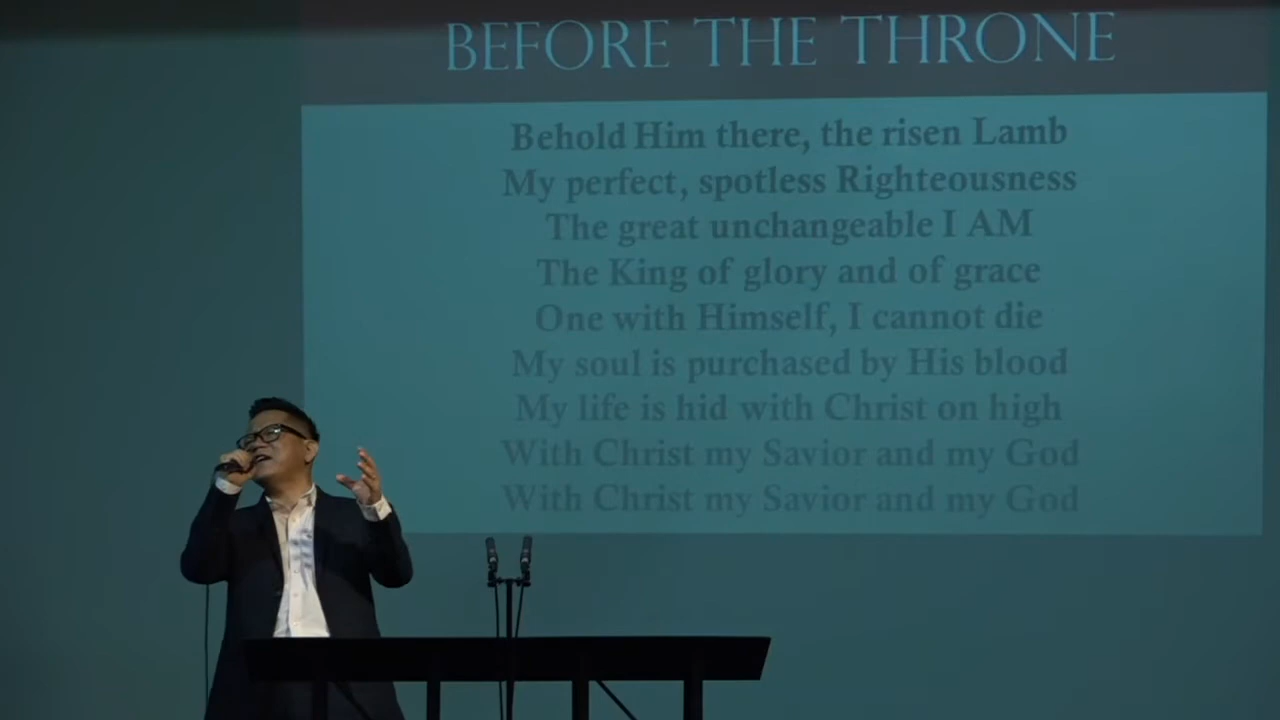 BEFORE THE THRONE
Behold Him there, the risen Lamb
My perfect, spotless Righteousness
The great unchangeable I AM
The King of glory and of grace
One with Himself, I cannot die
My soul is purchased by His blood
My life is hid with Christ on high
With Christ my Savior and my God
With Christ my Savior and my God